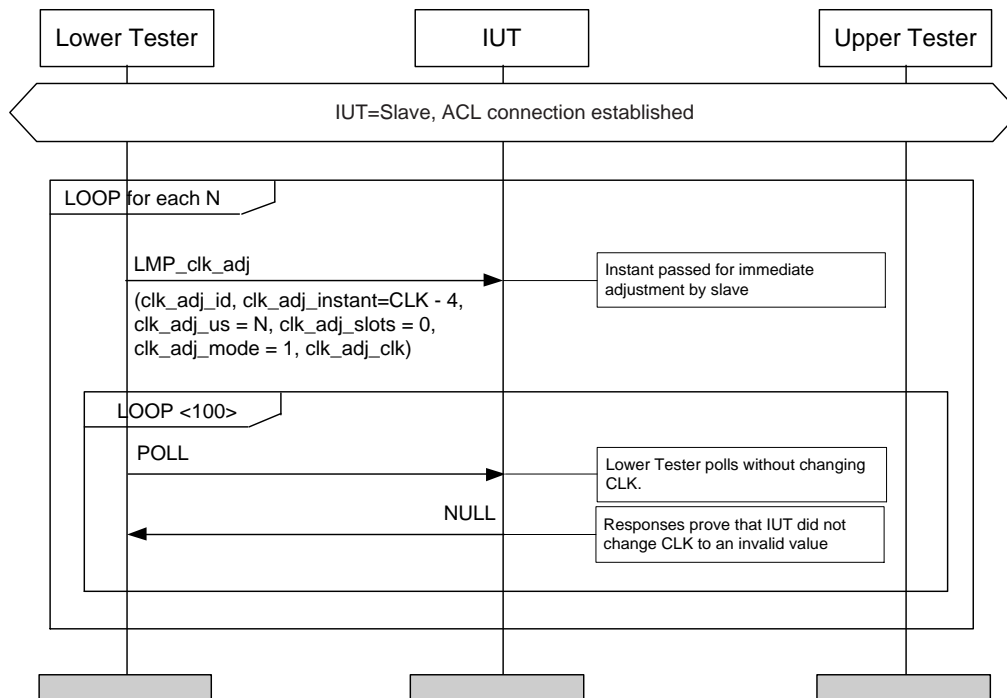 Lower Tester
IUT
Upper Tester
IUT=Slave, ACL connection established
LOOP for each N
LMP_clk_adj
(clk_adj_id, clk_adj_instant=CLK - 4,
clk_adj_us = N, clk_adj_slots = 0,
clk_adj_mode = 1, clk_adj_clk)
Instant passed for immediate
adjustment by slave
LOOP <100>
POLL
Lower Tester polls without changing
CLK.
NULL
Responses prove that IUT did not
change CLK to an invalid value